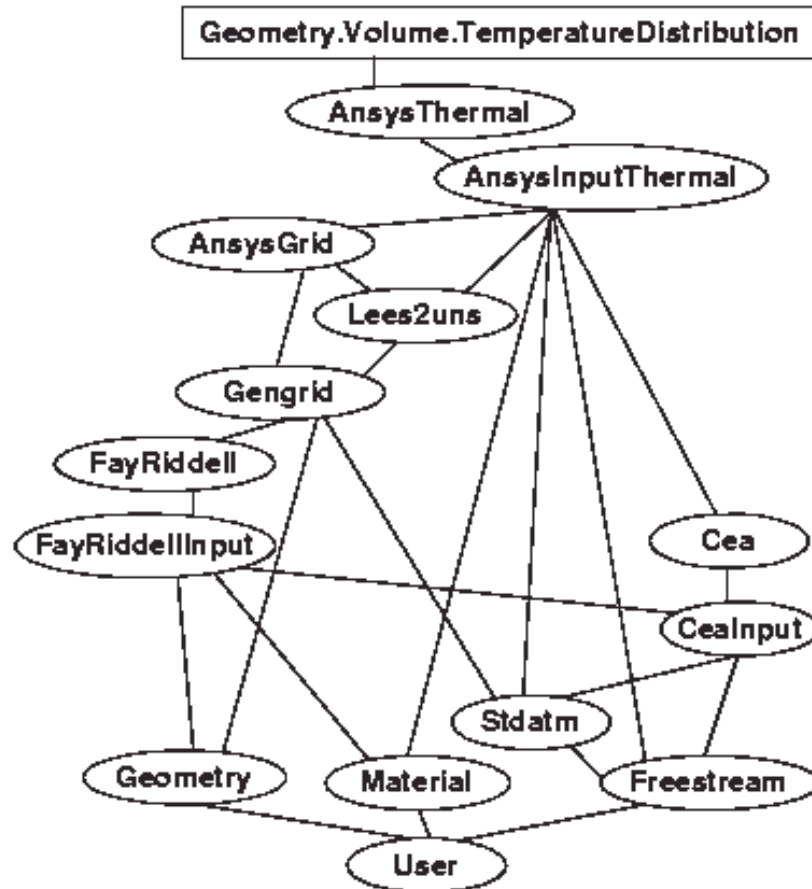 Geometry.Volume.TemperatureDistribution
AnsysThermal
AnsysInputThermal
AnsysGrid
Lees2uns
Gengrid
FayRiddell
FayRiddellInput
Cea
CeaInput
Stdatm
Geometry
Material
Freestream
User